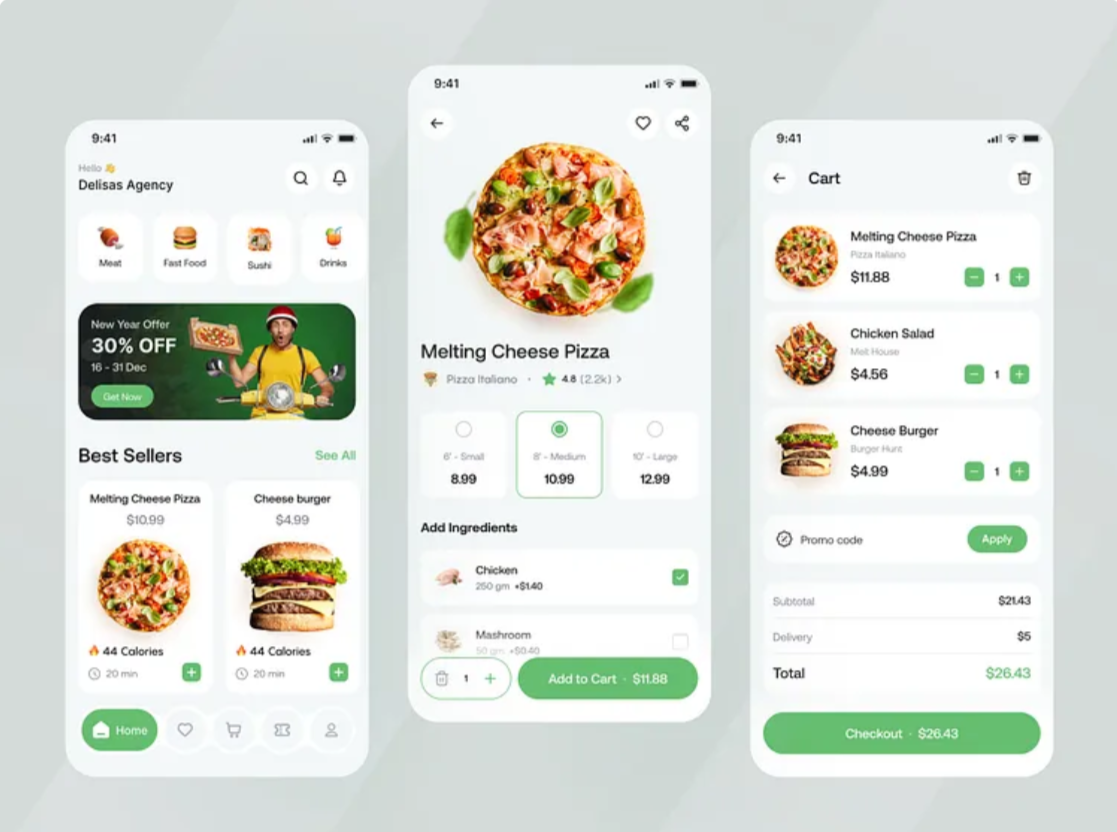 9:41
Hello 👋
Delisas Agency
Meat
Fast Food
Sushi
Drinks
New Year Offer
30% OFF
16 - 31 Dec
Get Now
Best Sellers
See All
Melting Cheese Pizza
$10.99
🔥 44 Calories
20 min
Cheese burger
$4.99
🔥 44 Calories
20 min
Home
9:41
Melting Cheese Pizza
Pizza Italiano · 4.8 (2.2k) >
6' - Small
8.99
8' - Medium
10.99
10' - Large
12.99
Add Ingredients
Chicken
250 gm +$1.40
Mashroom
50 gm +$0.40
1
Add to Cart · $11.88
9:41
Cart
Melting Cheese Pizza
Pizza Italiano
$11.88
1
Chicken Salad
Melt House
$4.56
1
Cheese Burger
Burger Hunt
$4.99
1
Promo code
Apply
Subtotal
$21.43
Delivery
$5
Total
$26.43
Checkout · $26.43